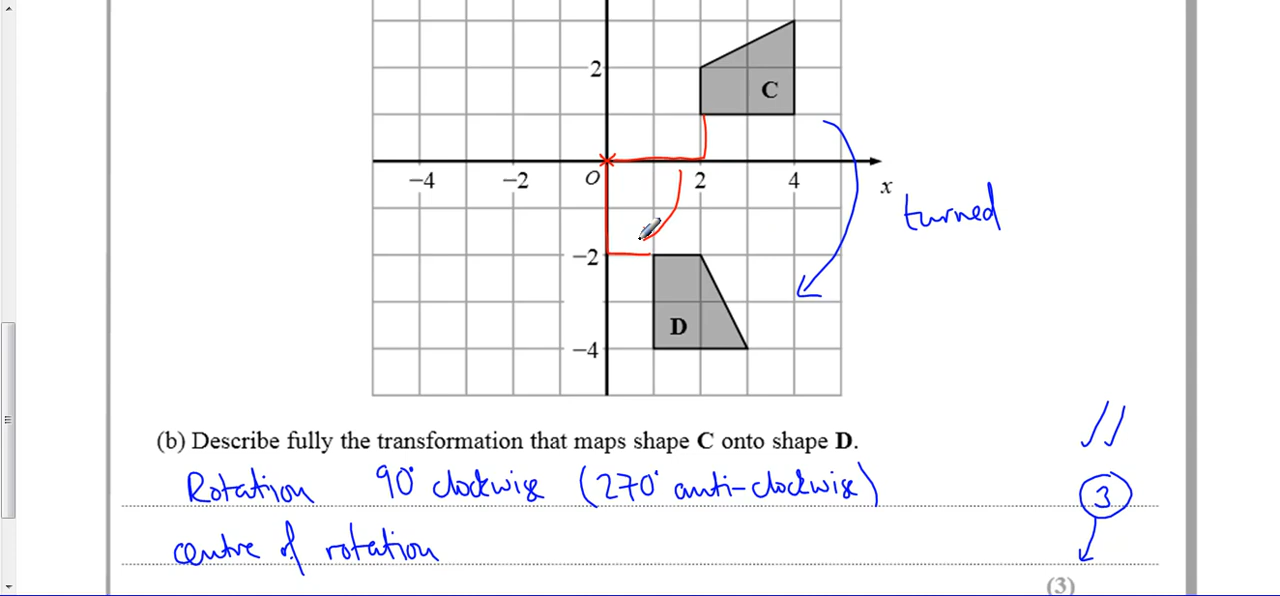 2
C
-4
-2
O
2
4
x
turned
-2
D
-4
(b) Describe fully the transformation that maps shape C onto shape D.
Rotation 90° clockwise (270° anti-clockwise)
3
centre of rotation
(3)